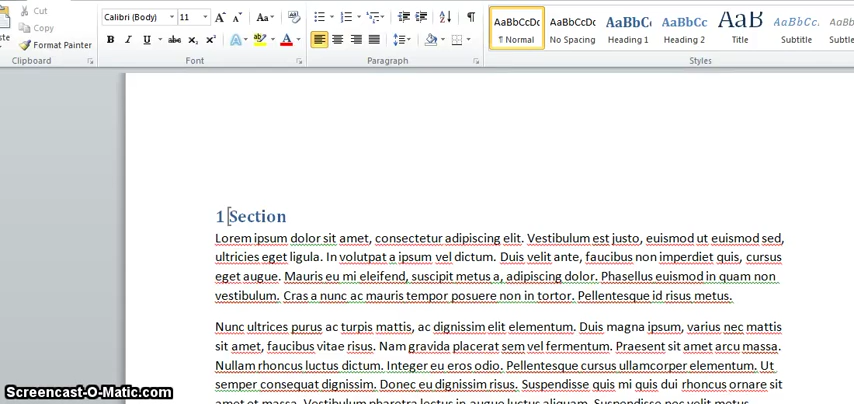 Cut
Copy
ste
Format Painter
Clipboard
Calibri (Body) 11 A A Aa
B I U abc x₂ x² A ab A
Font
Paragraph
AaBbCcDc AaBbCcDc AaBbC AaBbCc AaB AaBbCc. AaBb
¶ Normal No Spacing Heading 1 Heading 2 Title Subtitle Subtle
Styles
1 Section
Lorem ipsum dolor sit amet, consectetur adipiscing elit. Vestibulum est justo, euismod ut euismod sed,
ultricies eget ligula. In volutpat a ipsum vel dictum. Duis velit ante, faucibus non imperdiet quis, cursus
eget augue. Mauris eu mi eleifend, suscipit metus a, adipiscing dolor. Phasellus euismod in quam non
vestibulum. Cras a nunc ac mauris tempor posuere non in tortor. Pellentesque id risus metus.
Nunc ultrices purus ac turpis mattis, ac dignissim elit elementum. Duis magna ipsum, varius nec mattis
sit amet, faucibus vitae risus. Nam gravida placerat sem vel fermentum. Praesent sit amet arcu massa.
Nullam rhoncus luctus dictum. Integer eu eros odio. Pellentesque cursus ullamcorper elementum. Ut
semper consequat dignissim. Donec eu dignissim risus. Suspendisse quis mi quis dui rhoncus ornare sit
amet et massa. Vestibulum pharetra lectus in augue luctus aliquam. Suspendisse nec velit metus.
Screencast-O-Matic.com